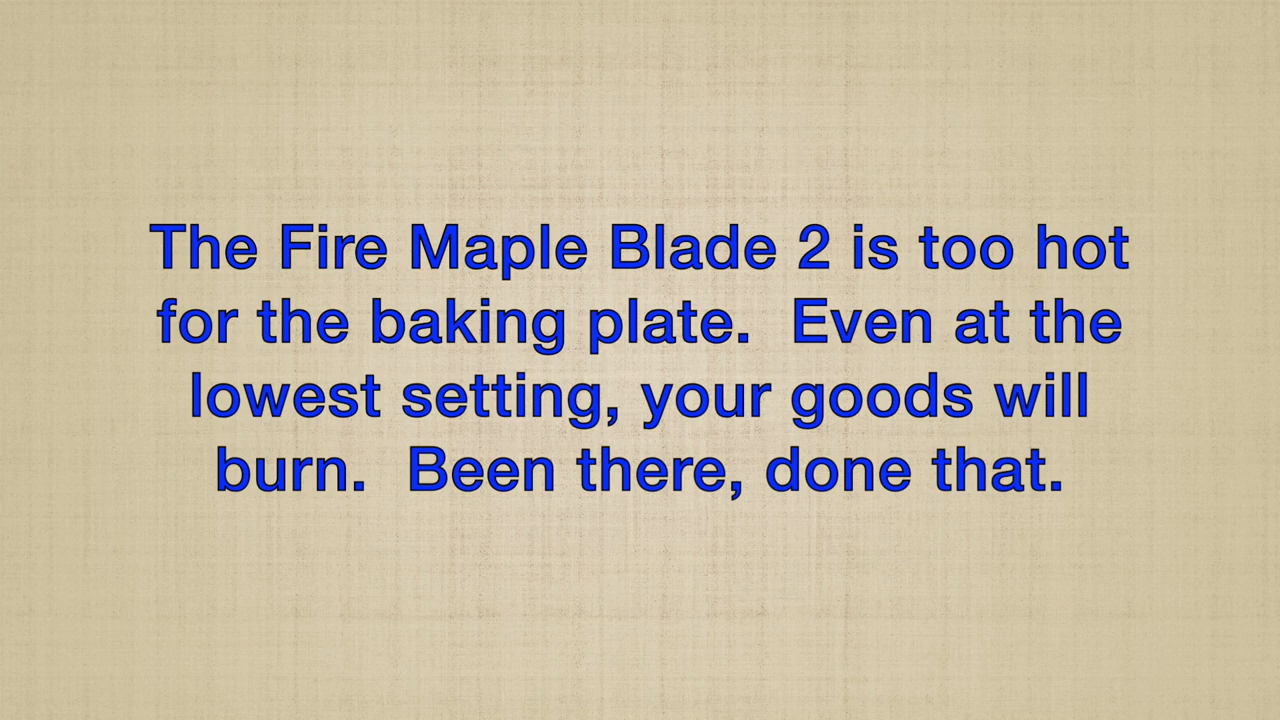 The Fire Maple Blade 2 is too hot
for the baking plate.  Even at the
lowest setting, your goods will
burn.  Been there, done that.